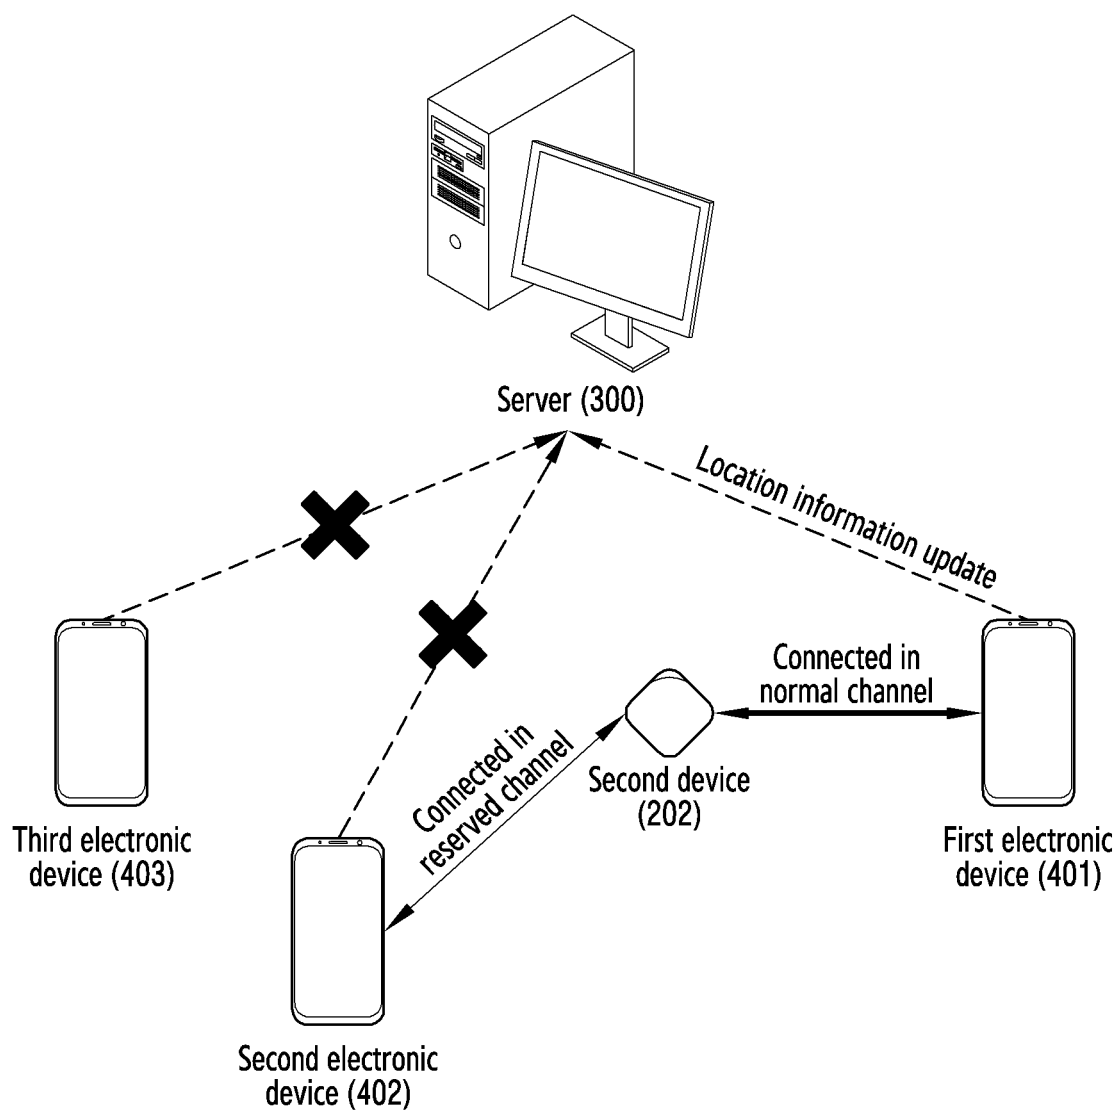 Server (300)
Location information update
Connected in
normal channel
Connected in
reserved channel
Second device
(202)
Third electronic
device (403)
First electronic
device (401)
Second electronic
device (402)